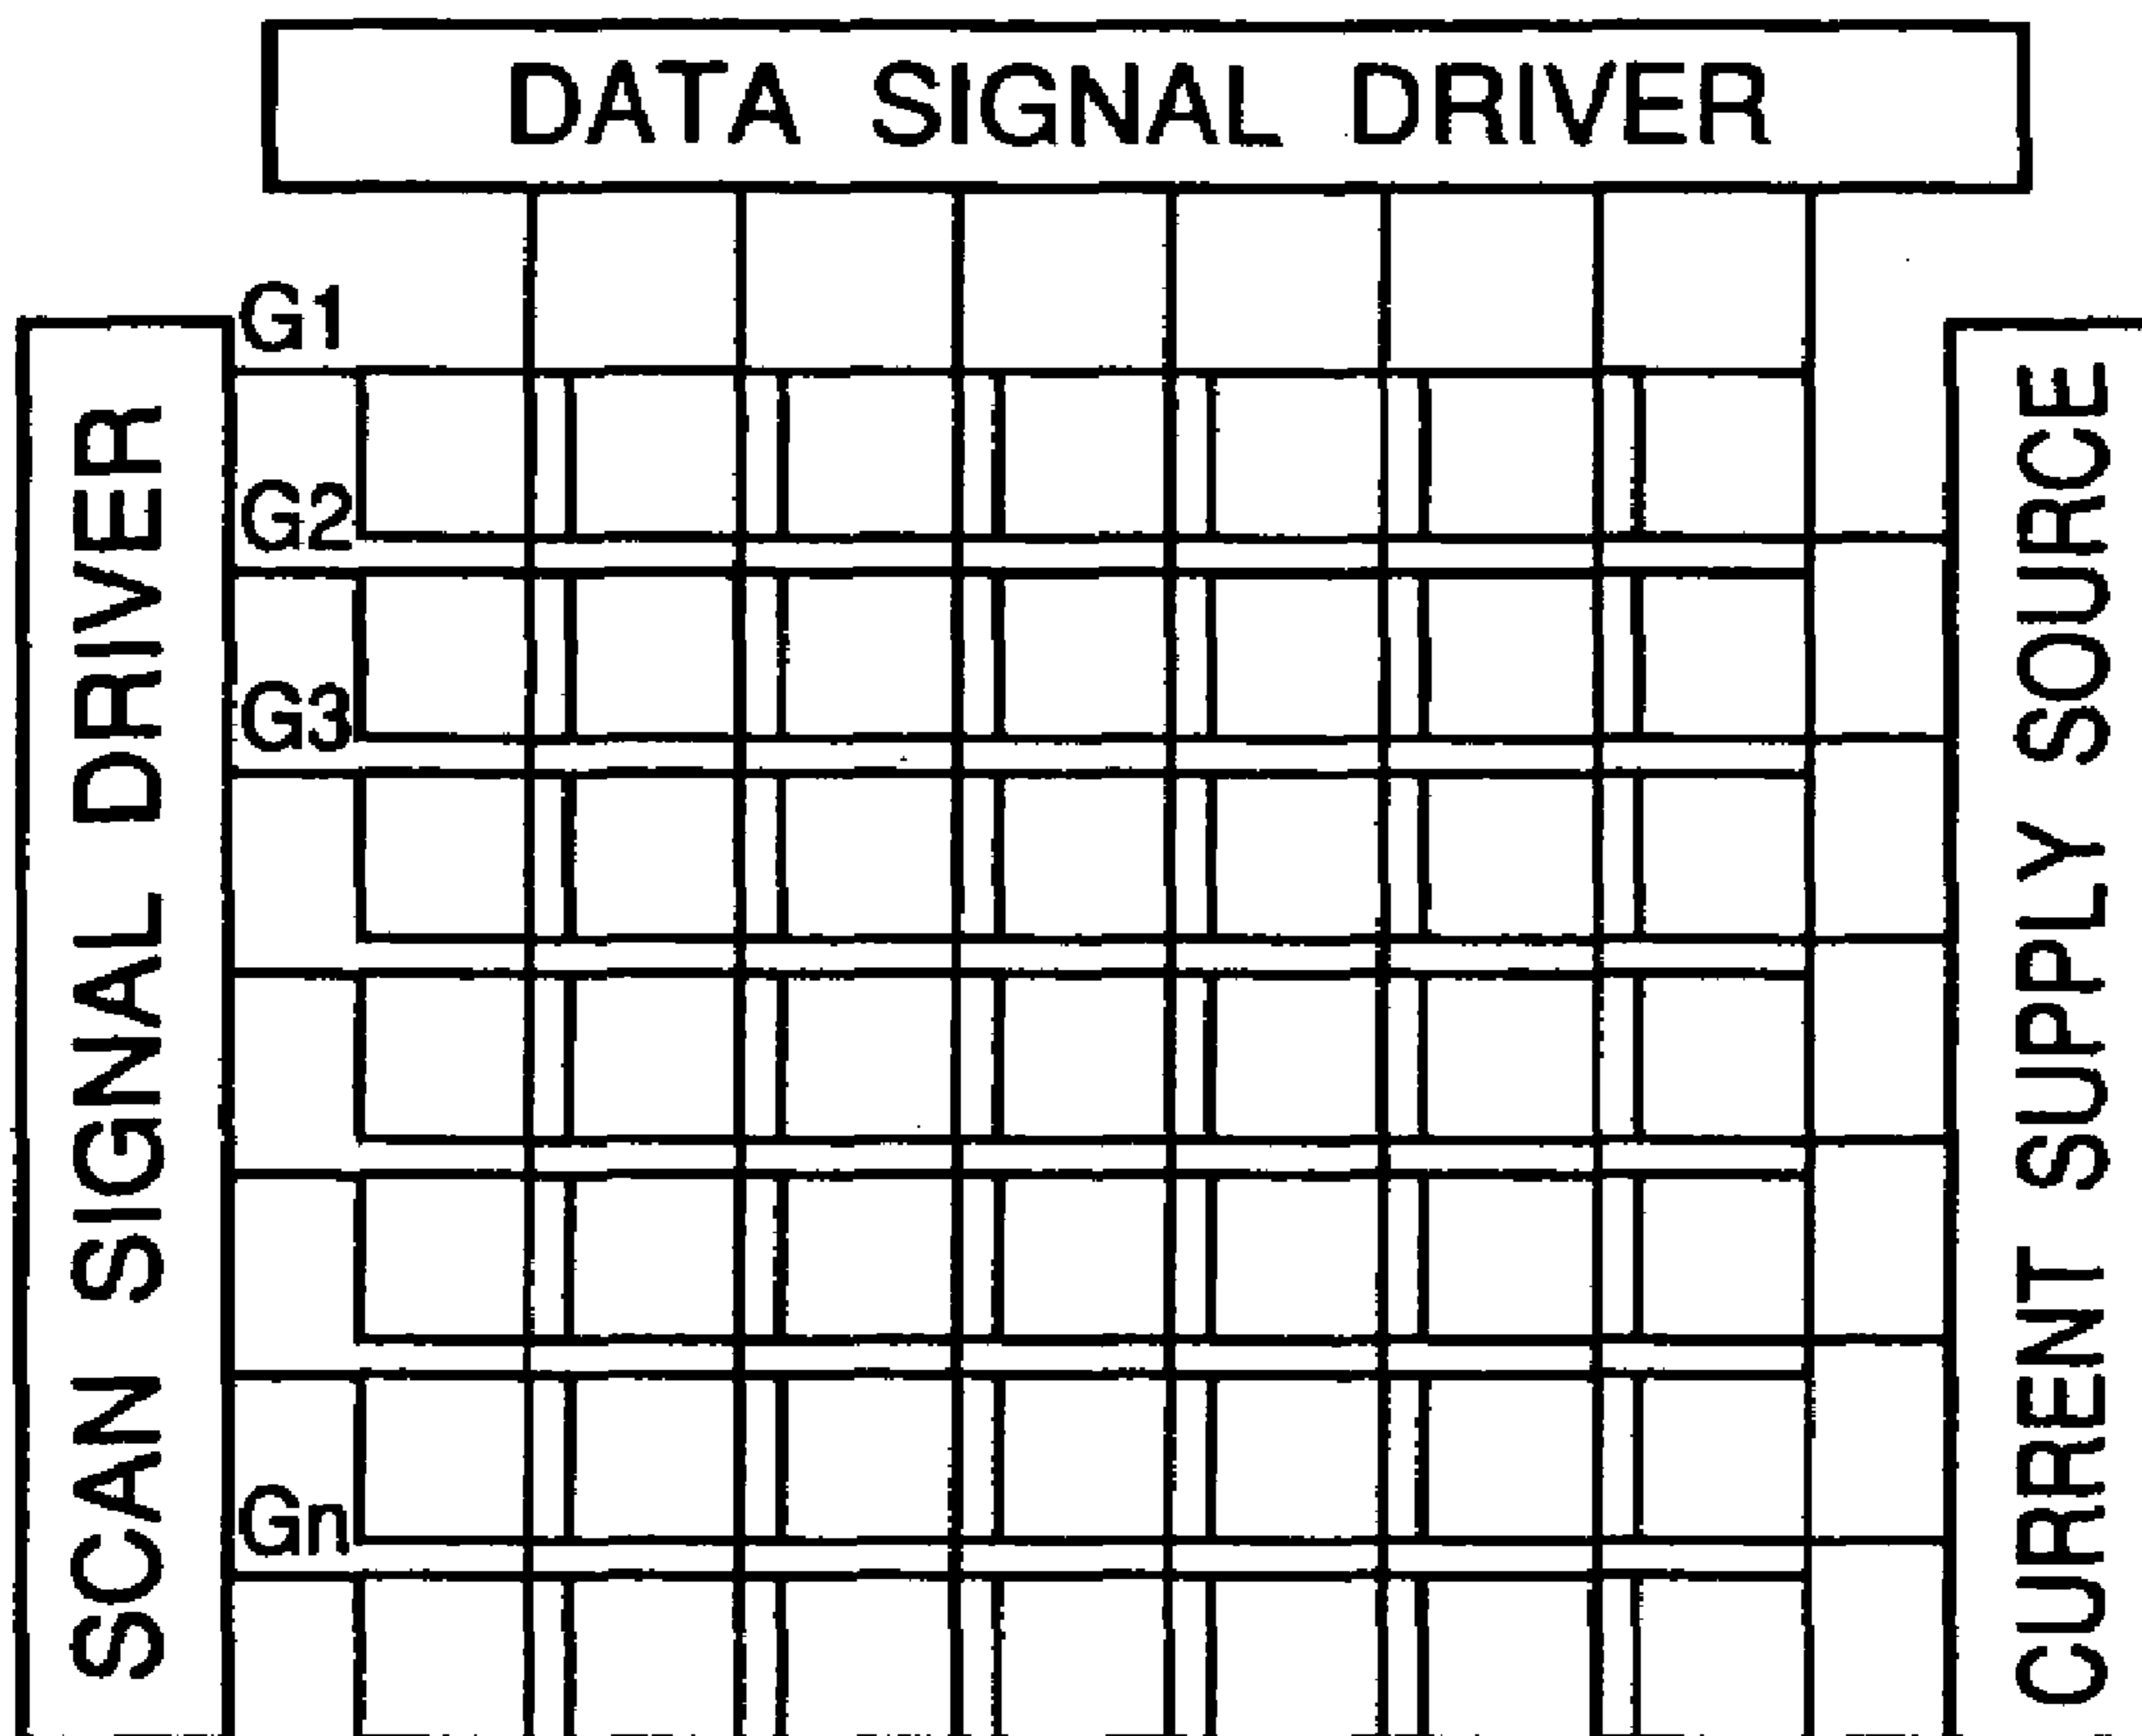 DATA SIGNAL DRIVER
G1
G2
G3
Gn
SCAN SIGNAL DRIVER
CURRENT SUPPLY SOURCE